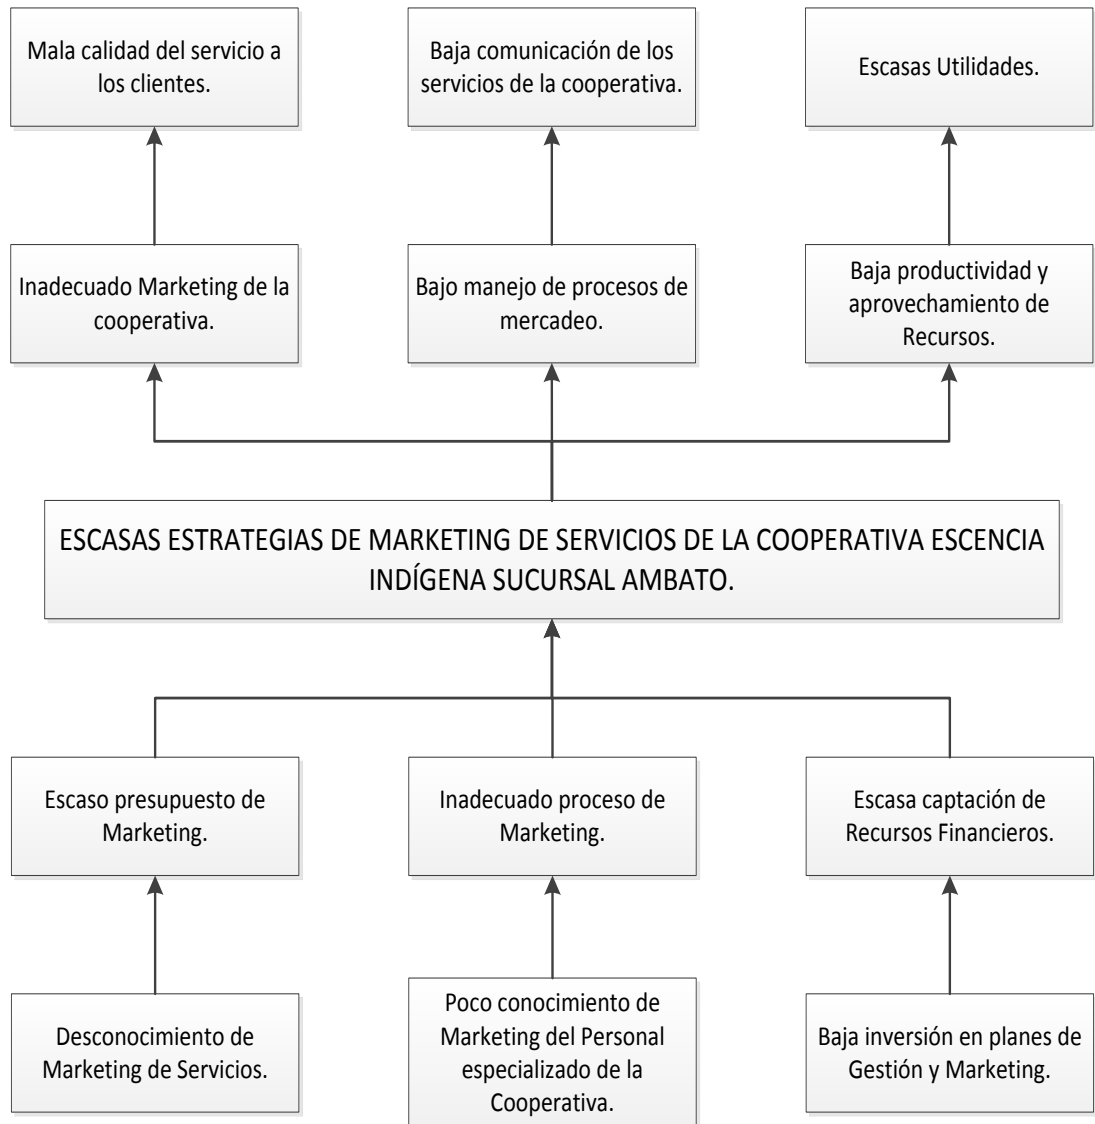 Mala calidad del servicio a
los clientes.
Baja comunicación de los
servicios de la cooperativa.
Escasas Utilidades.
Inadecuado Marketing de la
cooperativa.
Bajo manejo de procesos de
mercadeo.
Baja productividad y
aprovechamiento de
Recursos.
ESCASAS ESTRATEGIAS DE MARKETING DE SERVICIOS DE LA COOPERATIVA ESCENCIA
INDÍGENA SUCURSAL AMBATO.
Escaso presupuesto de
Marketing.
Inadecuado proceso de
Marketing.
Escasa captación de
Recursos Financieros.
Desconocimiento de
Marketing de Servicios.
Poco conocimiento de
Marketing del Personal
especializado de la
Cooperativa.
Baja inversión en planes de
Gestión y Marketing.